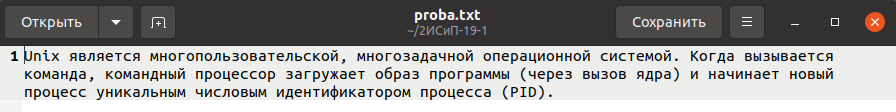 Открыть
proba.txt
~/2ИСиП-19-1
Сохранить
1 Unix является многопользовательской, многозадачной операционной системой. Когда вызывается
команда, командный процессор загружает образ программы (через вызов ядра) и начинает новый
процесс уникальным числовым идентификатором процесса (PID).